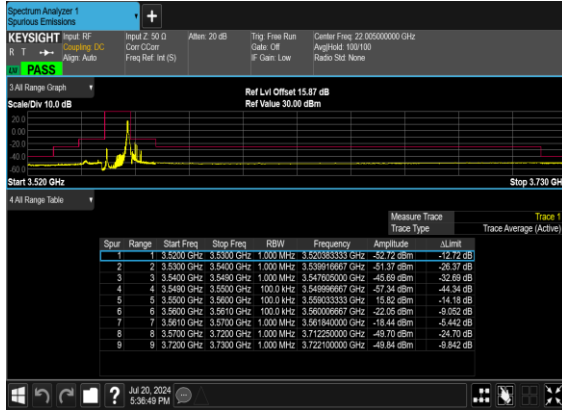 Spectrum Analyzer 1
Spurious Emissions
+
KEYSIGHT Input: RF Input Z: 50 Ω Atten: 20 dB Trig: Free Run Center Freq: 22.005000000 GHz
R T Coupling: DC Corr CCorr Gate: Off Avg|Hold: 100/100
Align: Auto Freq Ref: Int (S) IF Gain: Low Radio Std: None
PASS
3 All Range Graph
Ref Lvl Offset 15.87 dB
Scale/Div 10.0 dB Ref Value 30.00 dBm
20.0
0.00
-20.0
-40.0
-60.0
Start 3.520 GHz Stop 3.730 GH
4 All Range Table
Measure Trace Trace 1
Trace Type Trace Average (Active)
Spur Range Start Freq Stop Freq RBW Frequency Amplitude ΔLimit
1 1 3.5200 GHz 3.5300 GHz 1.000 MHz 3.520383333 GHz -52.72 dBm -12.72 dB
2 2 3.5300 GHz 3.5400 GHz 1.000 MHz 3.539916667 GHz -51.37 dBm -26.37 dB
3 3 3.5400 GHz 3.5490 GHz 1.000 MHz 3.547605000 GHz -45.69 dBm -32.69 dB
4 4 3.5490 GHz 3.5500 GHz 100.0 kHz 3.549996667 GHz -57.34 dBm -44.34 dB
5 5 3.5500 GHz 3.5600 GHz 100.0 kHz 3.559033333 GHz 15.82 dBm -14.18 dB
6 6 3.5600 GHz 3.5610 GHz 100.0 kHz 3.560006667 GHz -22.05 dBm -9.052 dB
7 7 3.5610 GHz 3.5700 GHz 1.000 MHz 3.561840000 GHz -18.44 dBm -5.442 dB
8 8 3.5700 GHz 3.7200 GHz 1.000 MHz 3.712250000 GHz -49.70 dBm -24.70 dB
9 9 3.7200 GHz 3.7300 GHz 1.000 MHz 3.722100000 GHz -49.84 dBm -9.842 dB
? Jul 20, 2024
5:36:49 PM